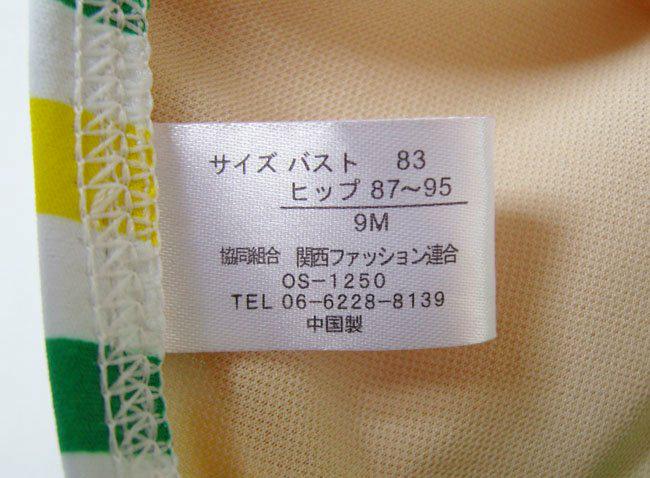 サイズ バスト 83
ヒップ 87〜95
9M
協同組合 関西ファッション連合
OS-1250
TEL 06-6228-8139
中国製